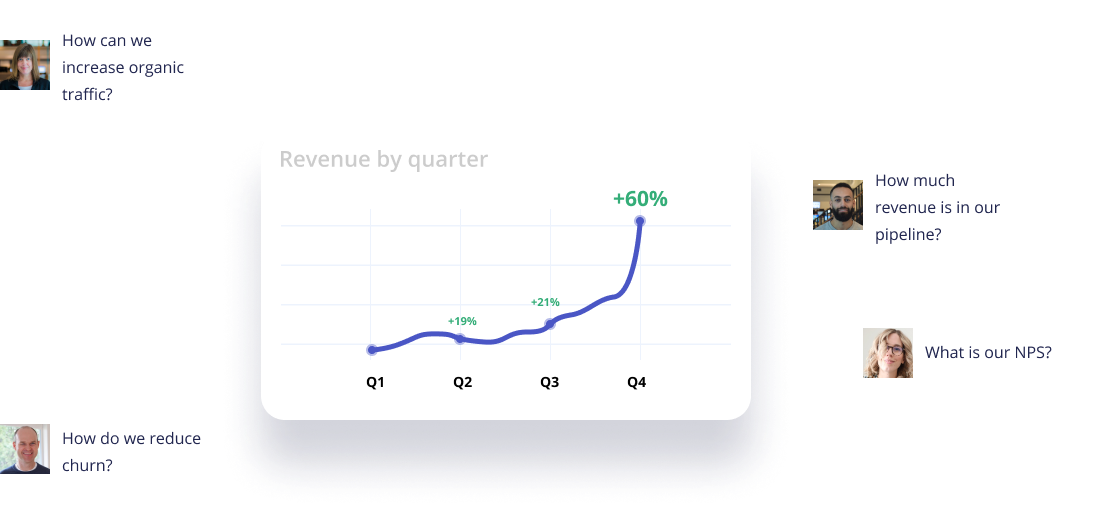 How can we
increase organic
traffic?
Revenue by quarter
+60%
+21%
+19%
Q1 Q2 Q3 Q4
How much
revenue is in our
pipeline?
What is our NPS?
How do we reduce
churn?